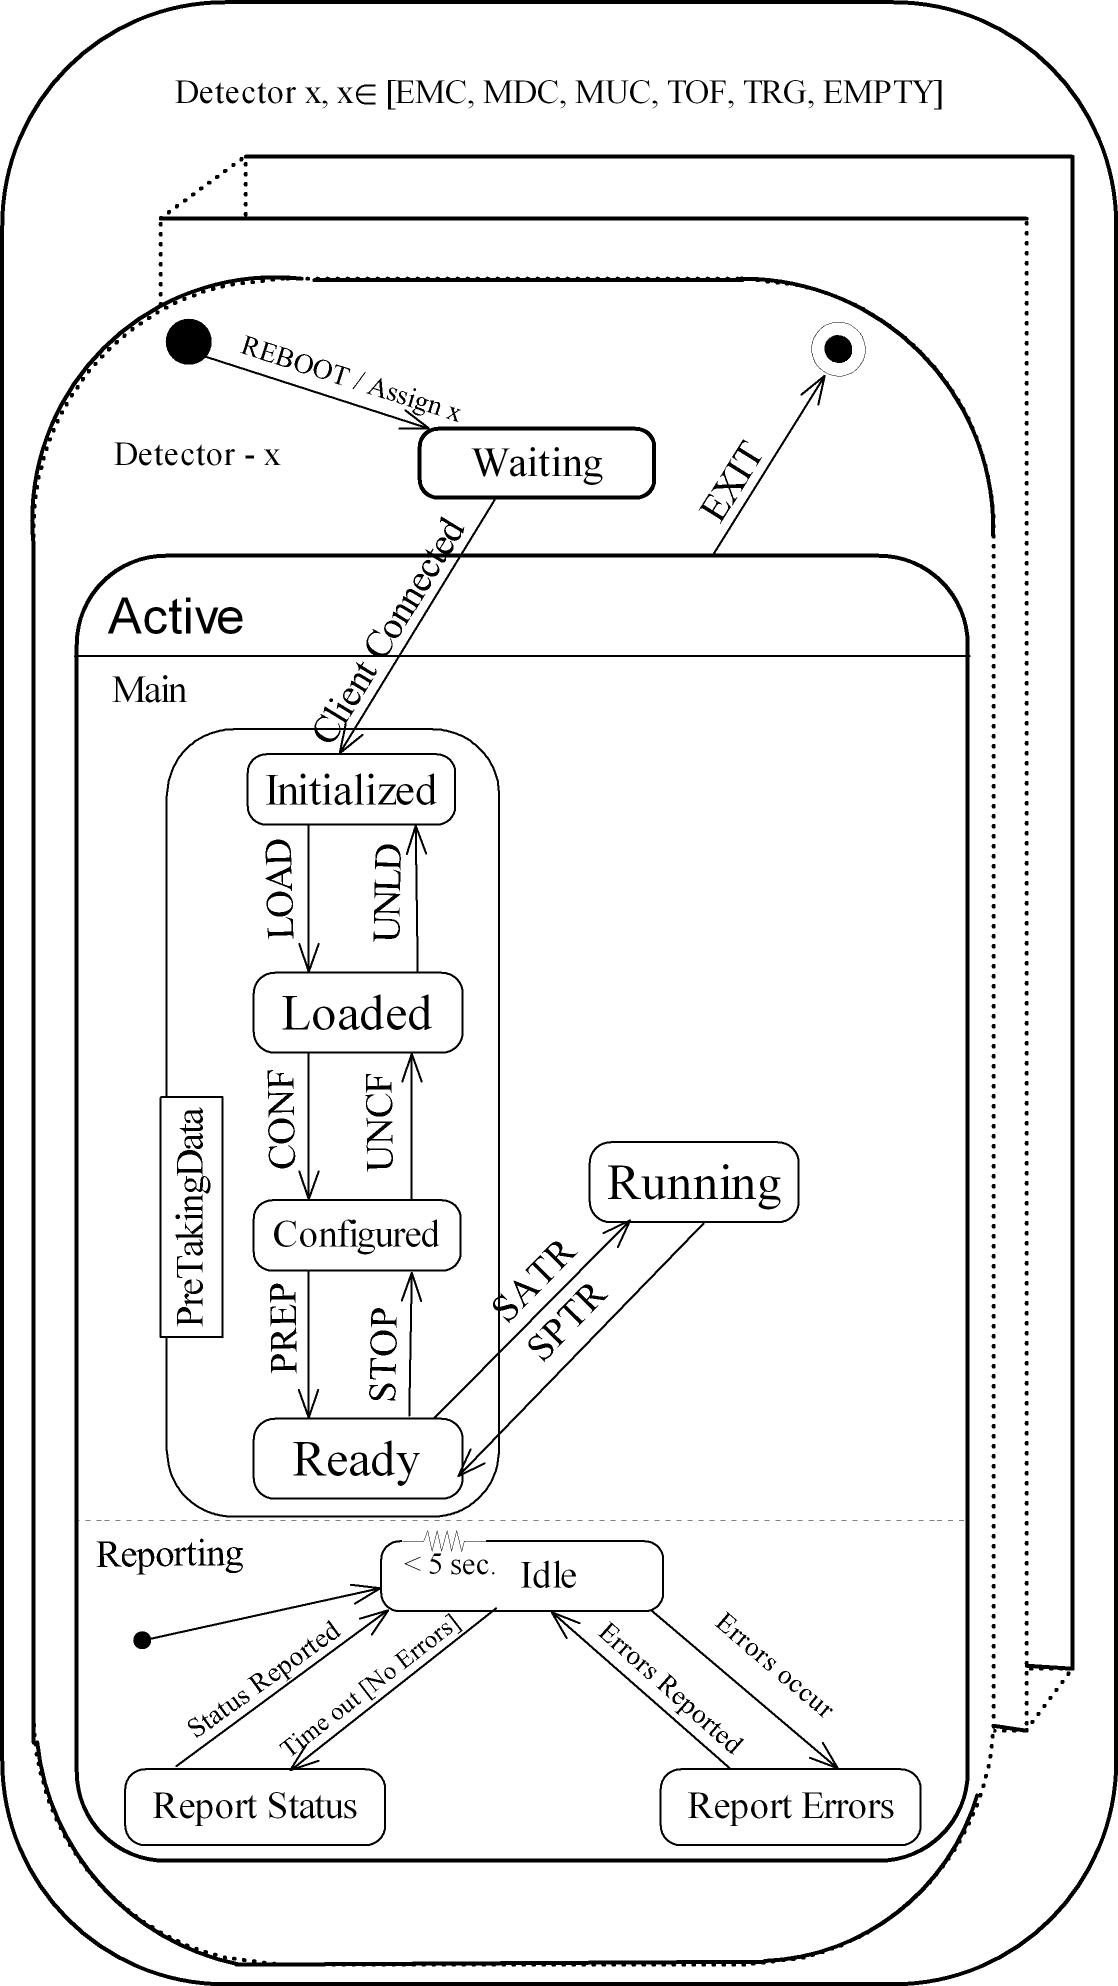 Detector x, x∈ [EMC, MDC, MUC, TOF, TRG, EMPTY]
REBOOT / Assign x
Detector - x
Waiting
EXIT
Client Connected
Active
Main
Initialized
LOAD
UNLD
Loaded
CONF
UNCF
PreTakingData
Configured
Running
PREP
STOP
SATR
SPTR
Ready
Reporting
< 5 sec.
Idle
Status Reported
Time out [No Errors]
Errors Reported
Errors occur
Report Status
Report Errors